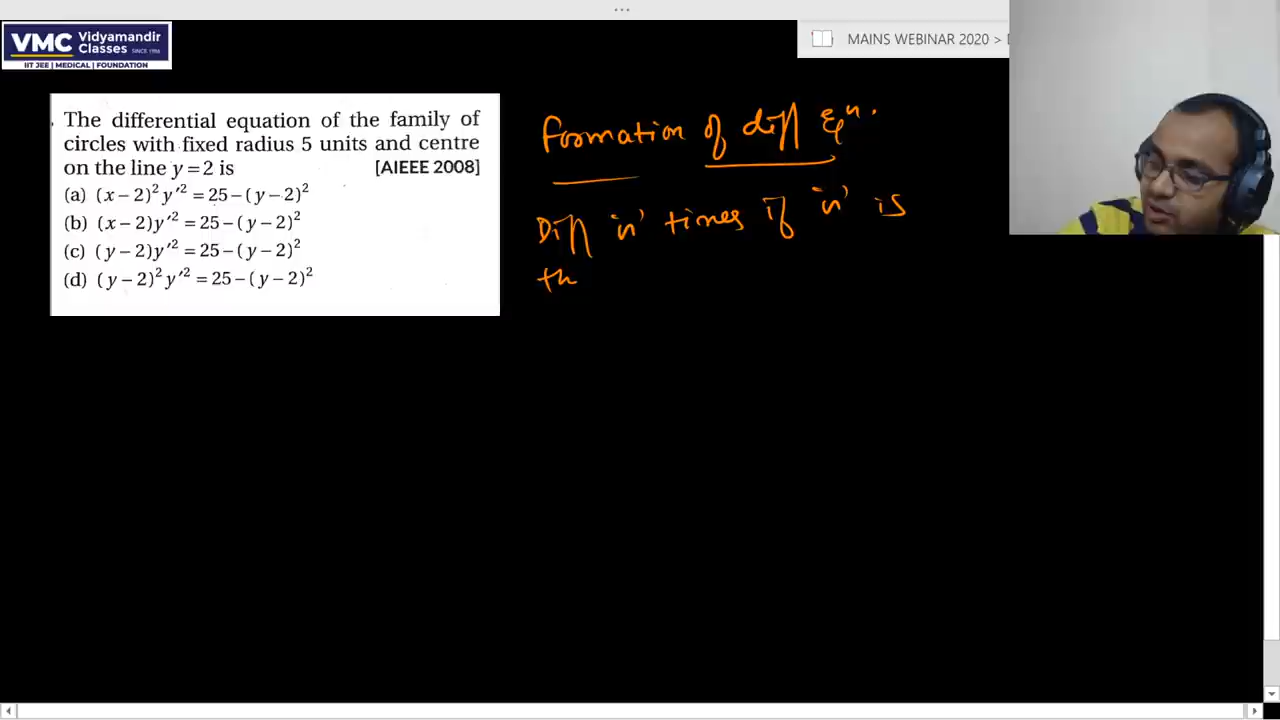 VMC Vidyamandir
Classes SINCE 1986
IIT JEE | MEDICAL | FOUNDATION
MAINS WEBINAR 2020 >
The differential equation of the family of
circles with fixed radius 5 units and centre
on the line y = 2 is [AIEEE 2008]
(a) (x − 2)² y′² = 25 − (y − 2)²
(b) (x − 2)y′² = 25 − (y − 2)²
(c) (y − 2)y′² = 25 − (y − 2)²
(d) (y − 2)² y′² = 25 − (y − 2)²
Formation of diff Eqⁿ.
Diff 'n' times if 'n' is
th